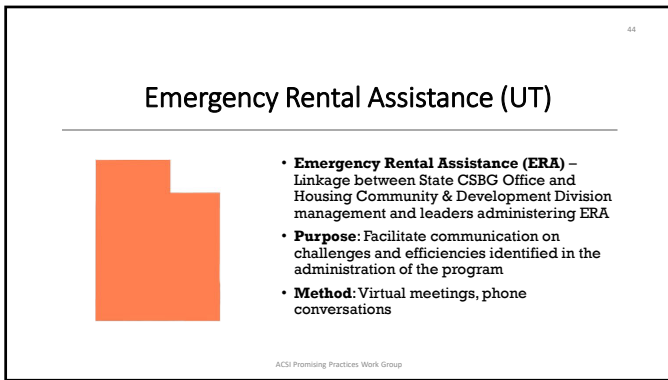 44
Emergency Rental Assistance (UT)
• Emergency Rental Assistance (ERA) –
Linkage between State CSBG Office and
Housing Community & Development Division
management and leaders administering ERA
• Purpose: Facilitate communication on
challenges and efficiencies identified in the
administration of the program
• Method: Virtual meetings, phone
conversations
ACSI Promising Practices Work Group